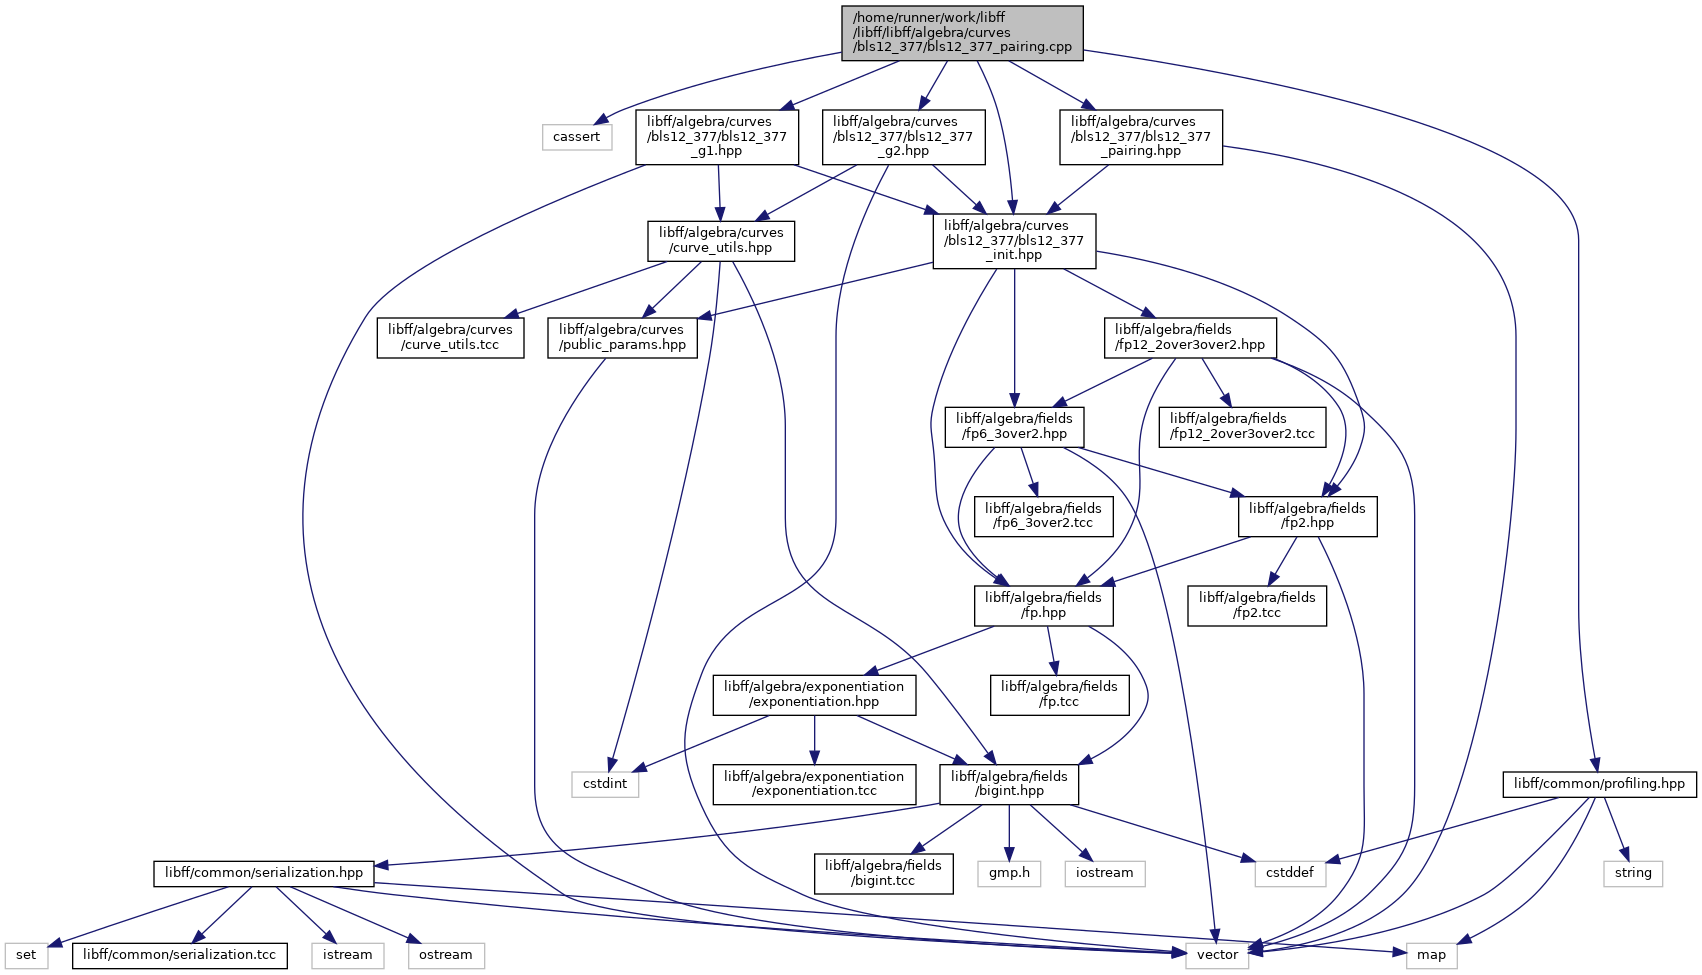 /home/runner/work/libff
/libff/libff/algebra/curves
/bls12_377/bls12_377_pairing.cpp
cassert
libff/algebra/curves
/bls12_377/bls12_377
_g1.hpp
libff/algebra/curves
/bls12_377/bls12_377
_g2.hpp
libff/algebra/curves
/bls12_377/bls12_377
_pairing.hpp
libff/algebra/curves
/curve_utils.hpp
libff/algebra/curves
/bls12_377/bls12_377
_init.hpp
libff/algebra/curves
/curve_utils.tcc
libff/algebra/curves
/public_params.hpp
libff/algebra/fields
/fp12_2over3over2.hpp
libff/algebra/fields
/fp6_3over2.hpp
libff/algebra/fields
/fp12_2over3over2.tcc
libff/algebra/fields
/fp6_3over2.tcc
libff/algebra/fields
/fp2.hpp
libff/algebra/fields
/fp.hpp
libff/algebra/fields
/fp2.tcc
libff/algebra/exponentiation
/exponentiation.hpp
libff/algebra/fields
/fp.tcc
cstdint
libff/algebra/exponentiation
/exponentiation.tcc
libff/algebra/fields
/bigint.hpp
libff/common/profiling.hpp
libff/common/serialization.hpp
libff/algebra/fields
/bigint.tcc
gmp.h
iostream
cstddef
string
set
libff/common/serialization.tcc
istream
ostream
vector
map